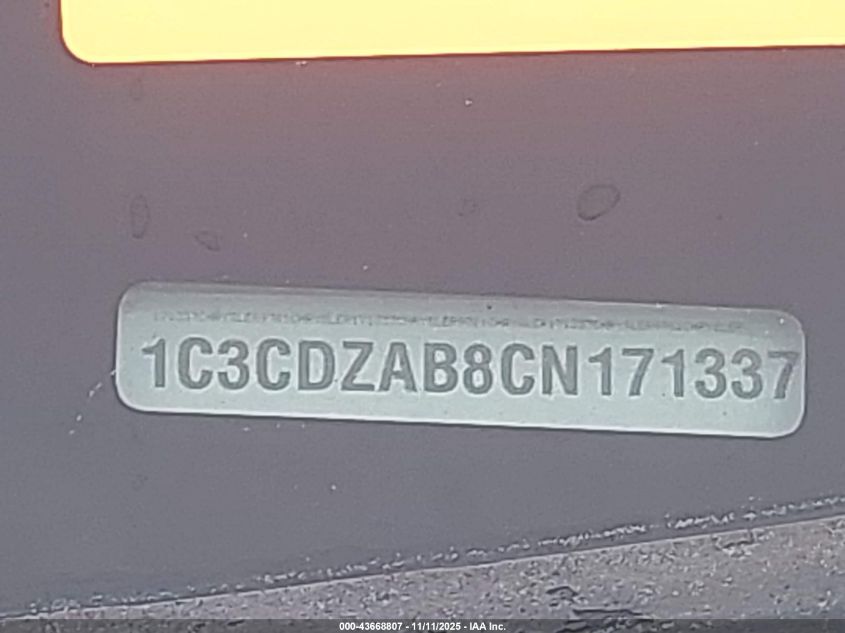 1C3CDZAB8CN171337
000-43668807 - 11/11/2025 - IAA Inc.